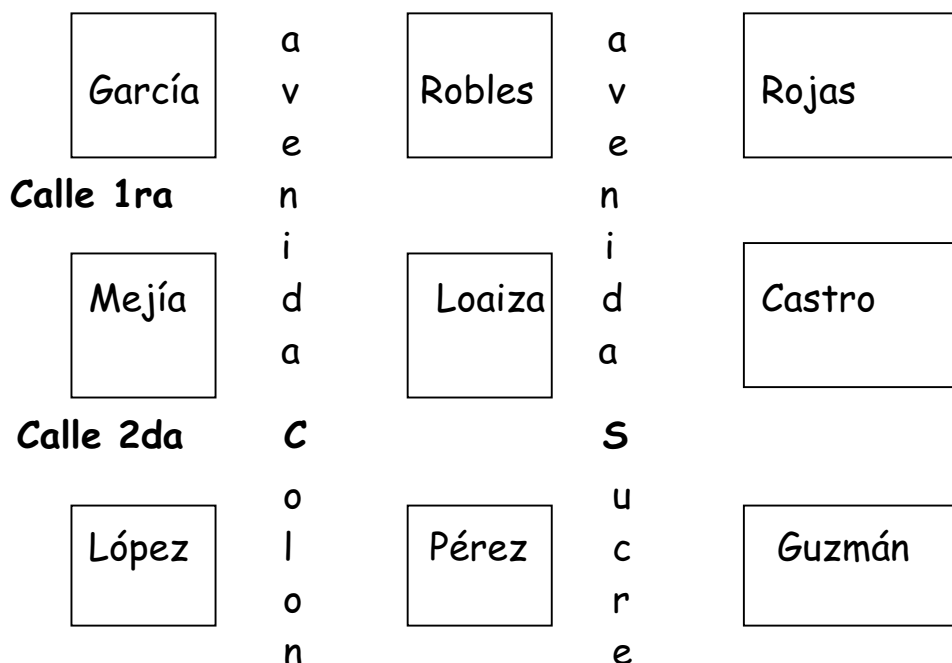 a a
García v Robles v Rojas
e e
Calle 1ra n n
i i
Mejía d Loaiza d Castro
a a
Calle 2da C S
o u
López l Pérez c Guzmán
o r
n e